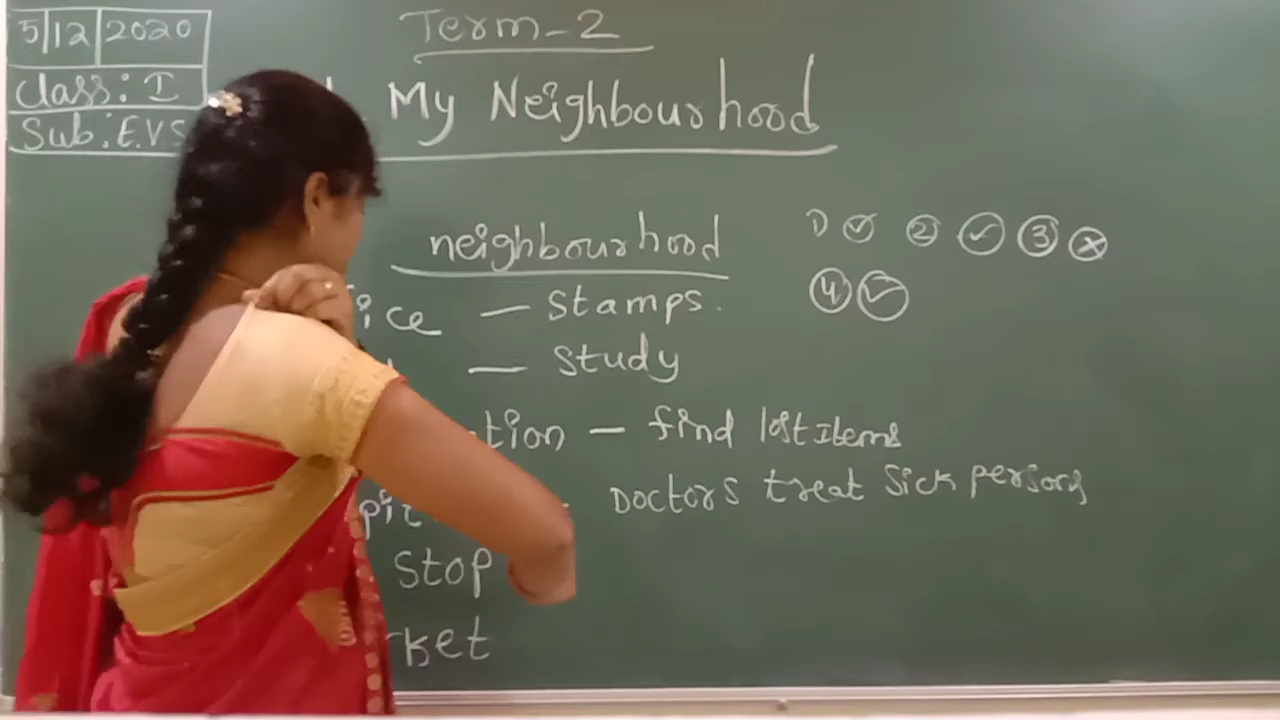 5|12|2020
Term-2
Class: I
My Neighbourhood
Sub: E.V.S
neighbourhood
1) ✓ ② ✓ ③ ✗
④ ✓
ice — Stamps.
— Study
tion — find lost Items
pit Doctors treat Sick persons
Stop
rket